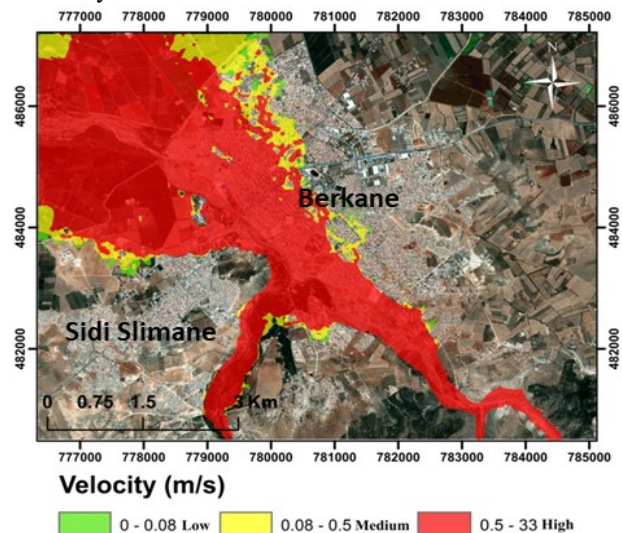 777000 778000 779000 780000 781000 782000 783000 784000 785000
N
486000 486000
Berkane
484000 484000
Sidi Slimane
482000 482000
0 0.75 1.5 3 Km
777000 778000 779000 780000 781000 782000 783000 784000 785000
Velocity (m/s)
0 - 0.08 Low 0.08 - 0.5 Medium 0.5 - 33 High